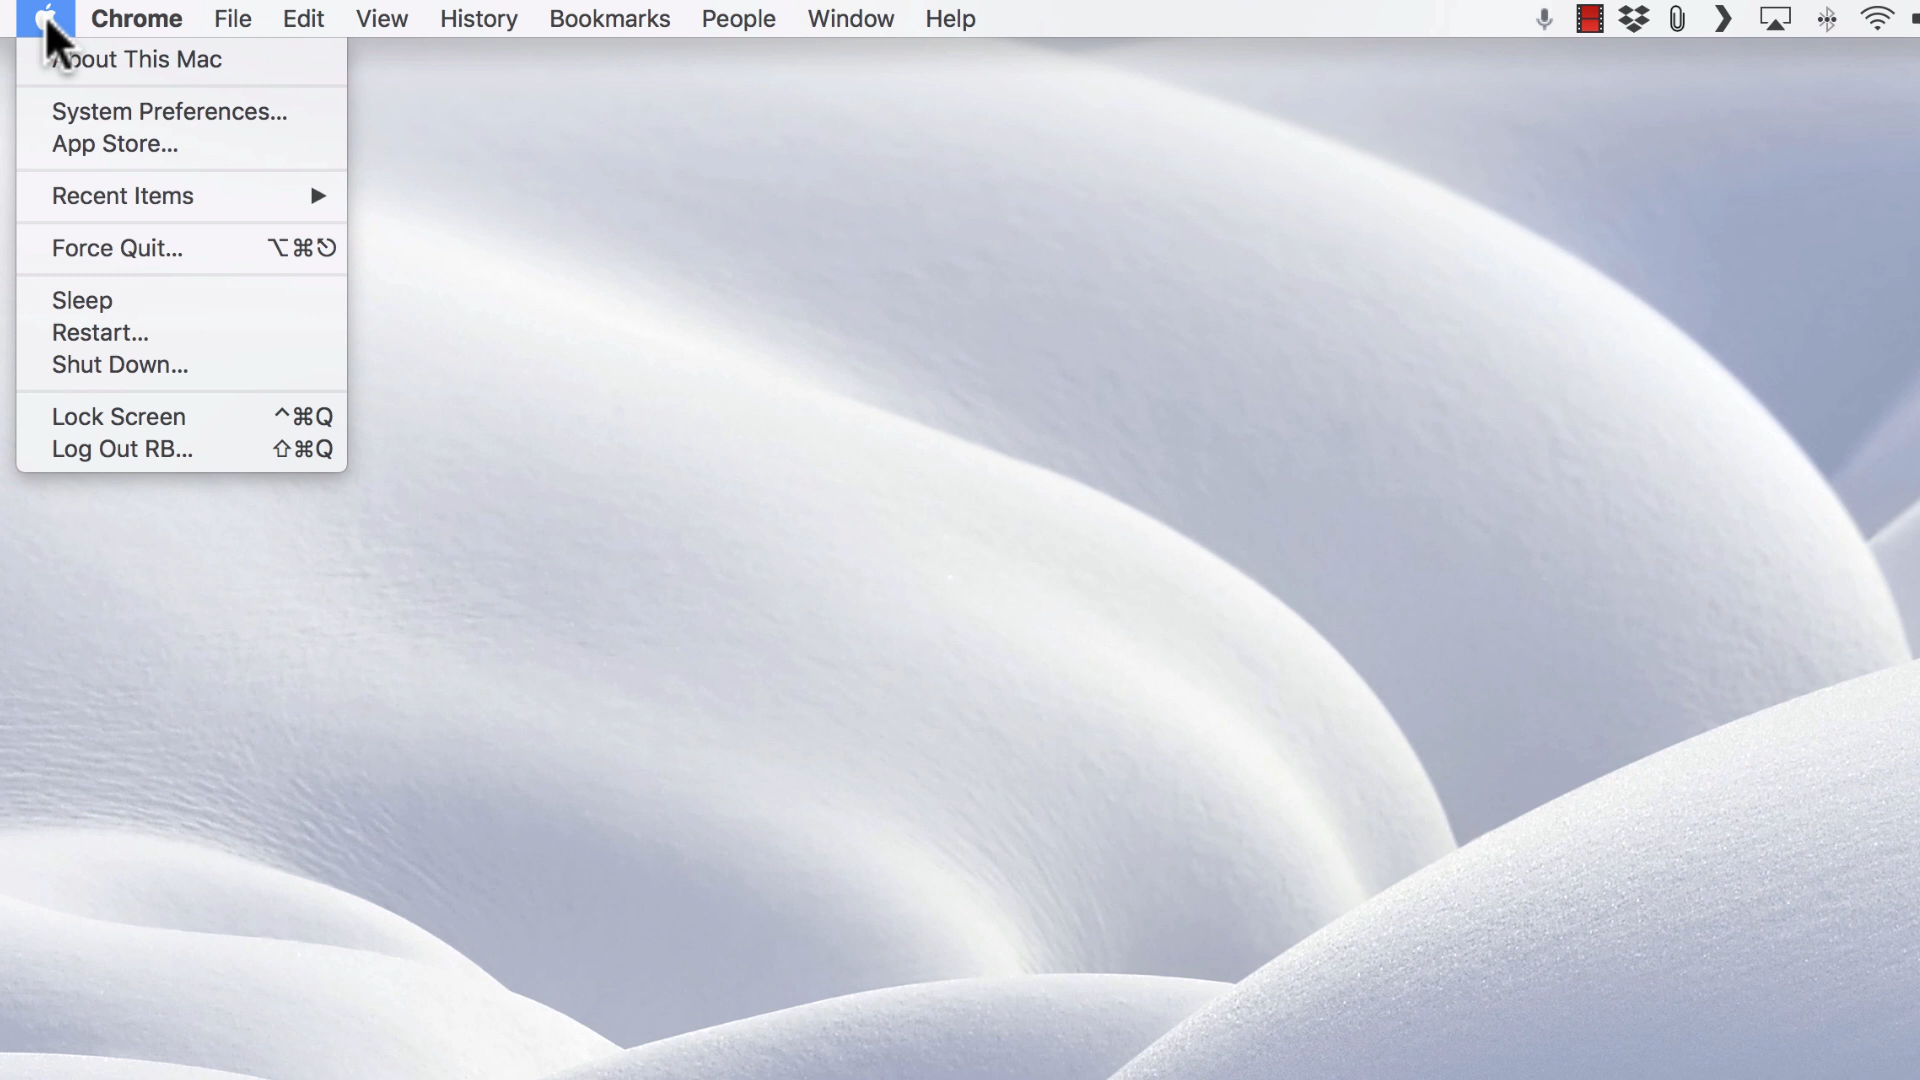 Chrome File Edit View History Bookmarks People Window Help
About This Mac
System Preferences...
App Store...
Recent Items ▶
Force Quit... ⌥⌘⎋
Sleep
Restart...
Shut Down...
Lock Screen ^⌘Q
Log Out RB... ⇧⌘Q